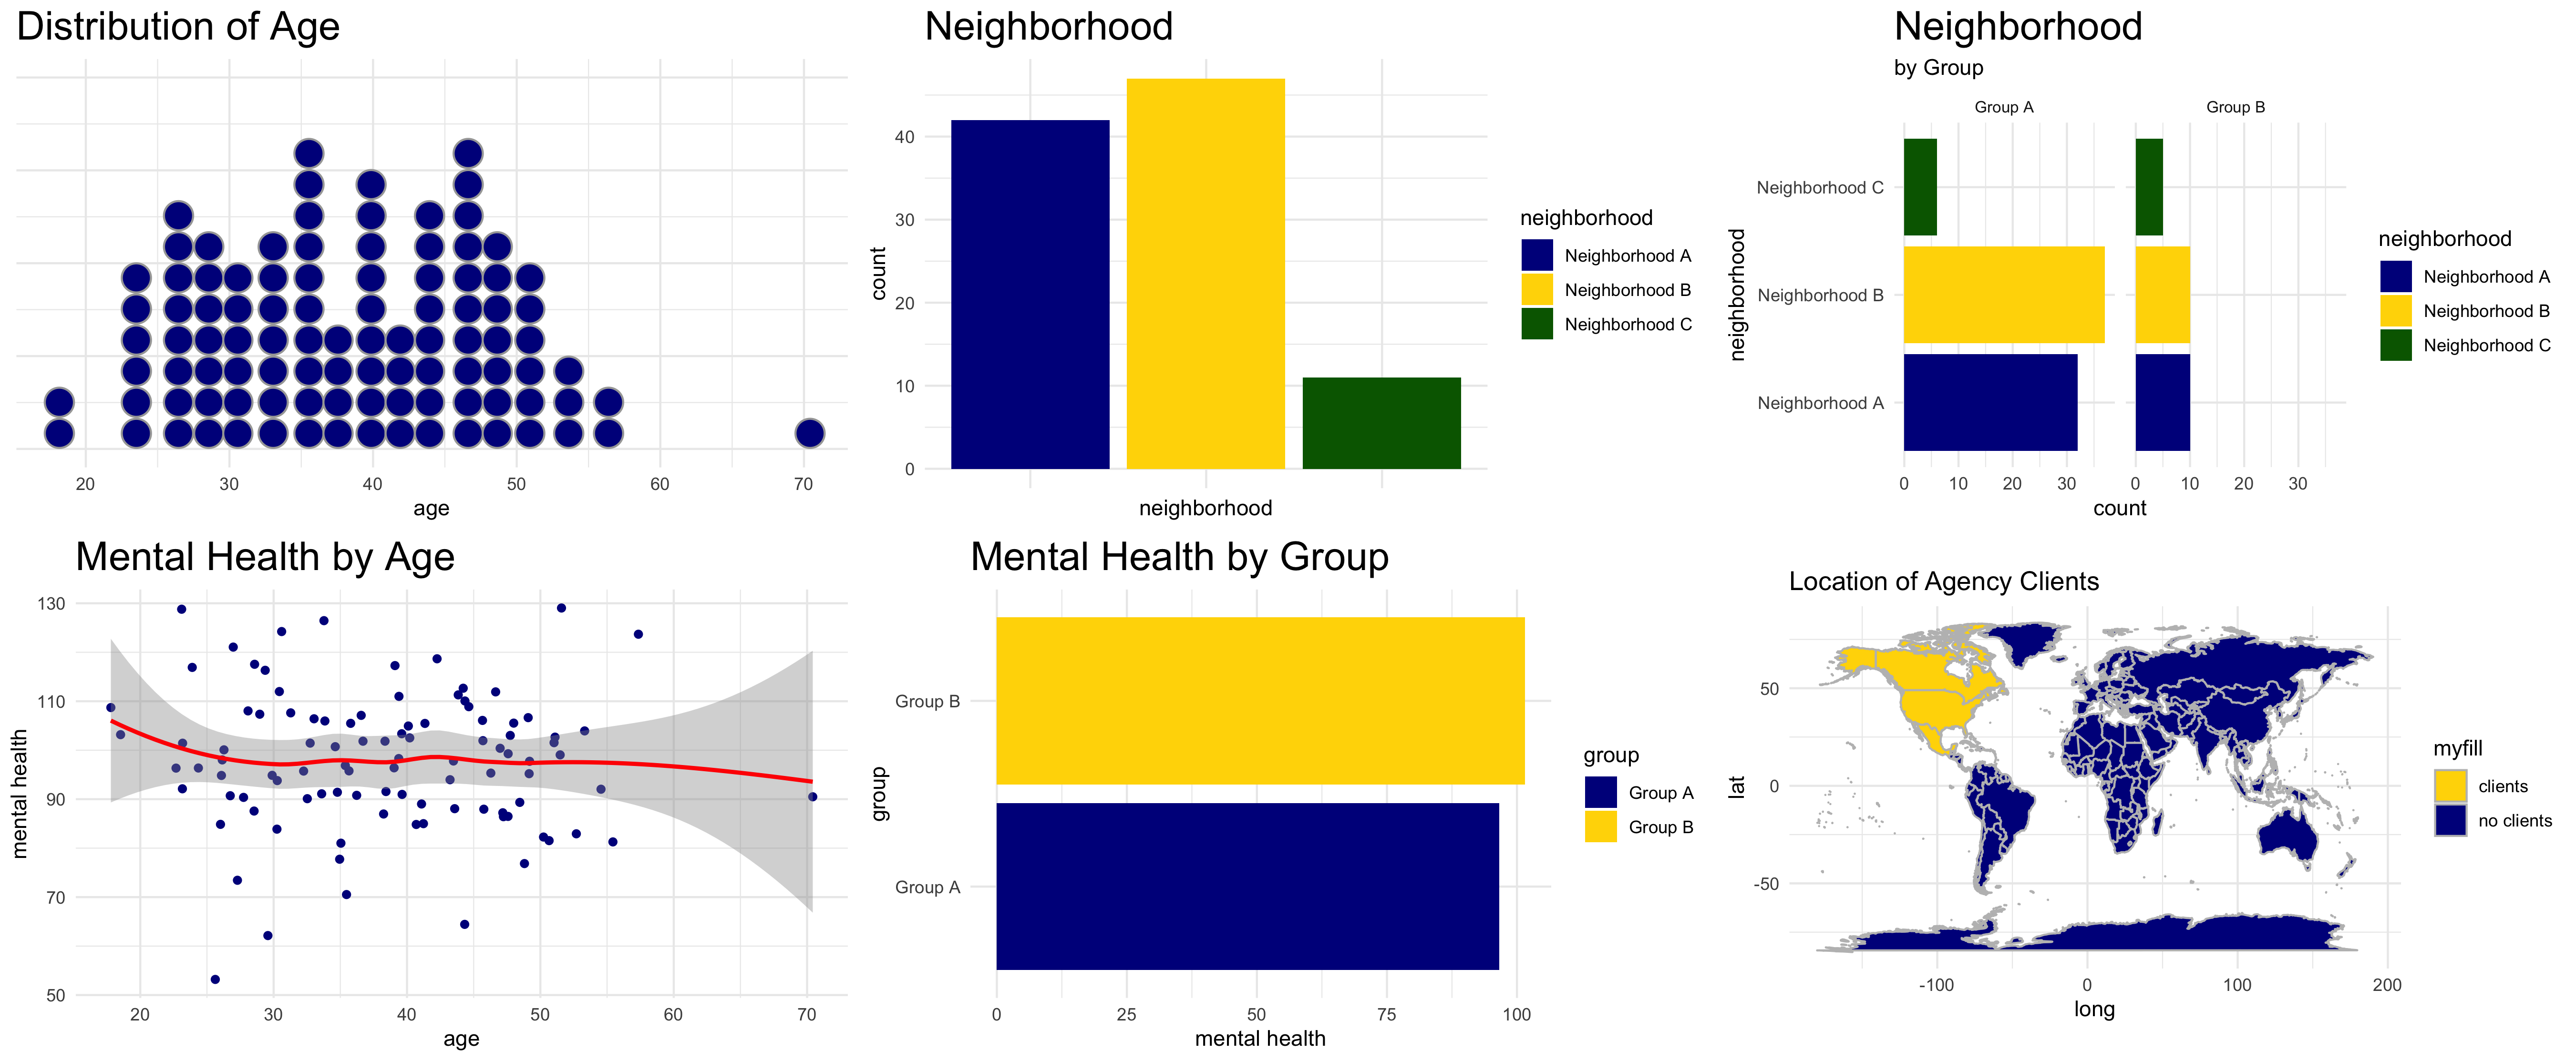 Distribution of Age
20 30 40 50 60 70
age
Neighborhood
count
40
30
20
10
0
neighborhood
neighborhood
Neighborhood A
Neighborhood B
Neighborhood C
Neighborhood
by Group
Group A Group B
neighborhood
Neighborhood C
Neighborhood B
Neighborhood A
0 10 20 30 0 10 20 30
count
neighborhood
Neighborhood A
Neighborhood B
Neighborhood C
Mental Health by Age
mental health
130
110
90
70
50
20 30 40 50 60 70
age
Mental Health by Group
group
Group B
Group A
0 25 50 75 100
mental health
group
Group A
Group B
Location of Agency Clients
lat
50
0
-50
-100 0 100 200
long
myfill
clients
no clients